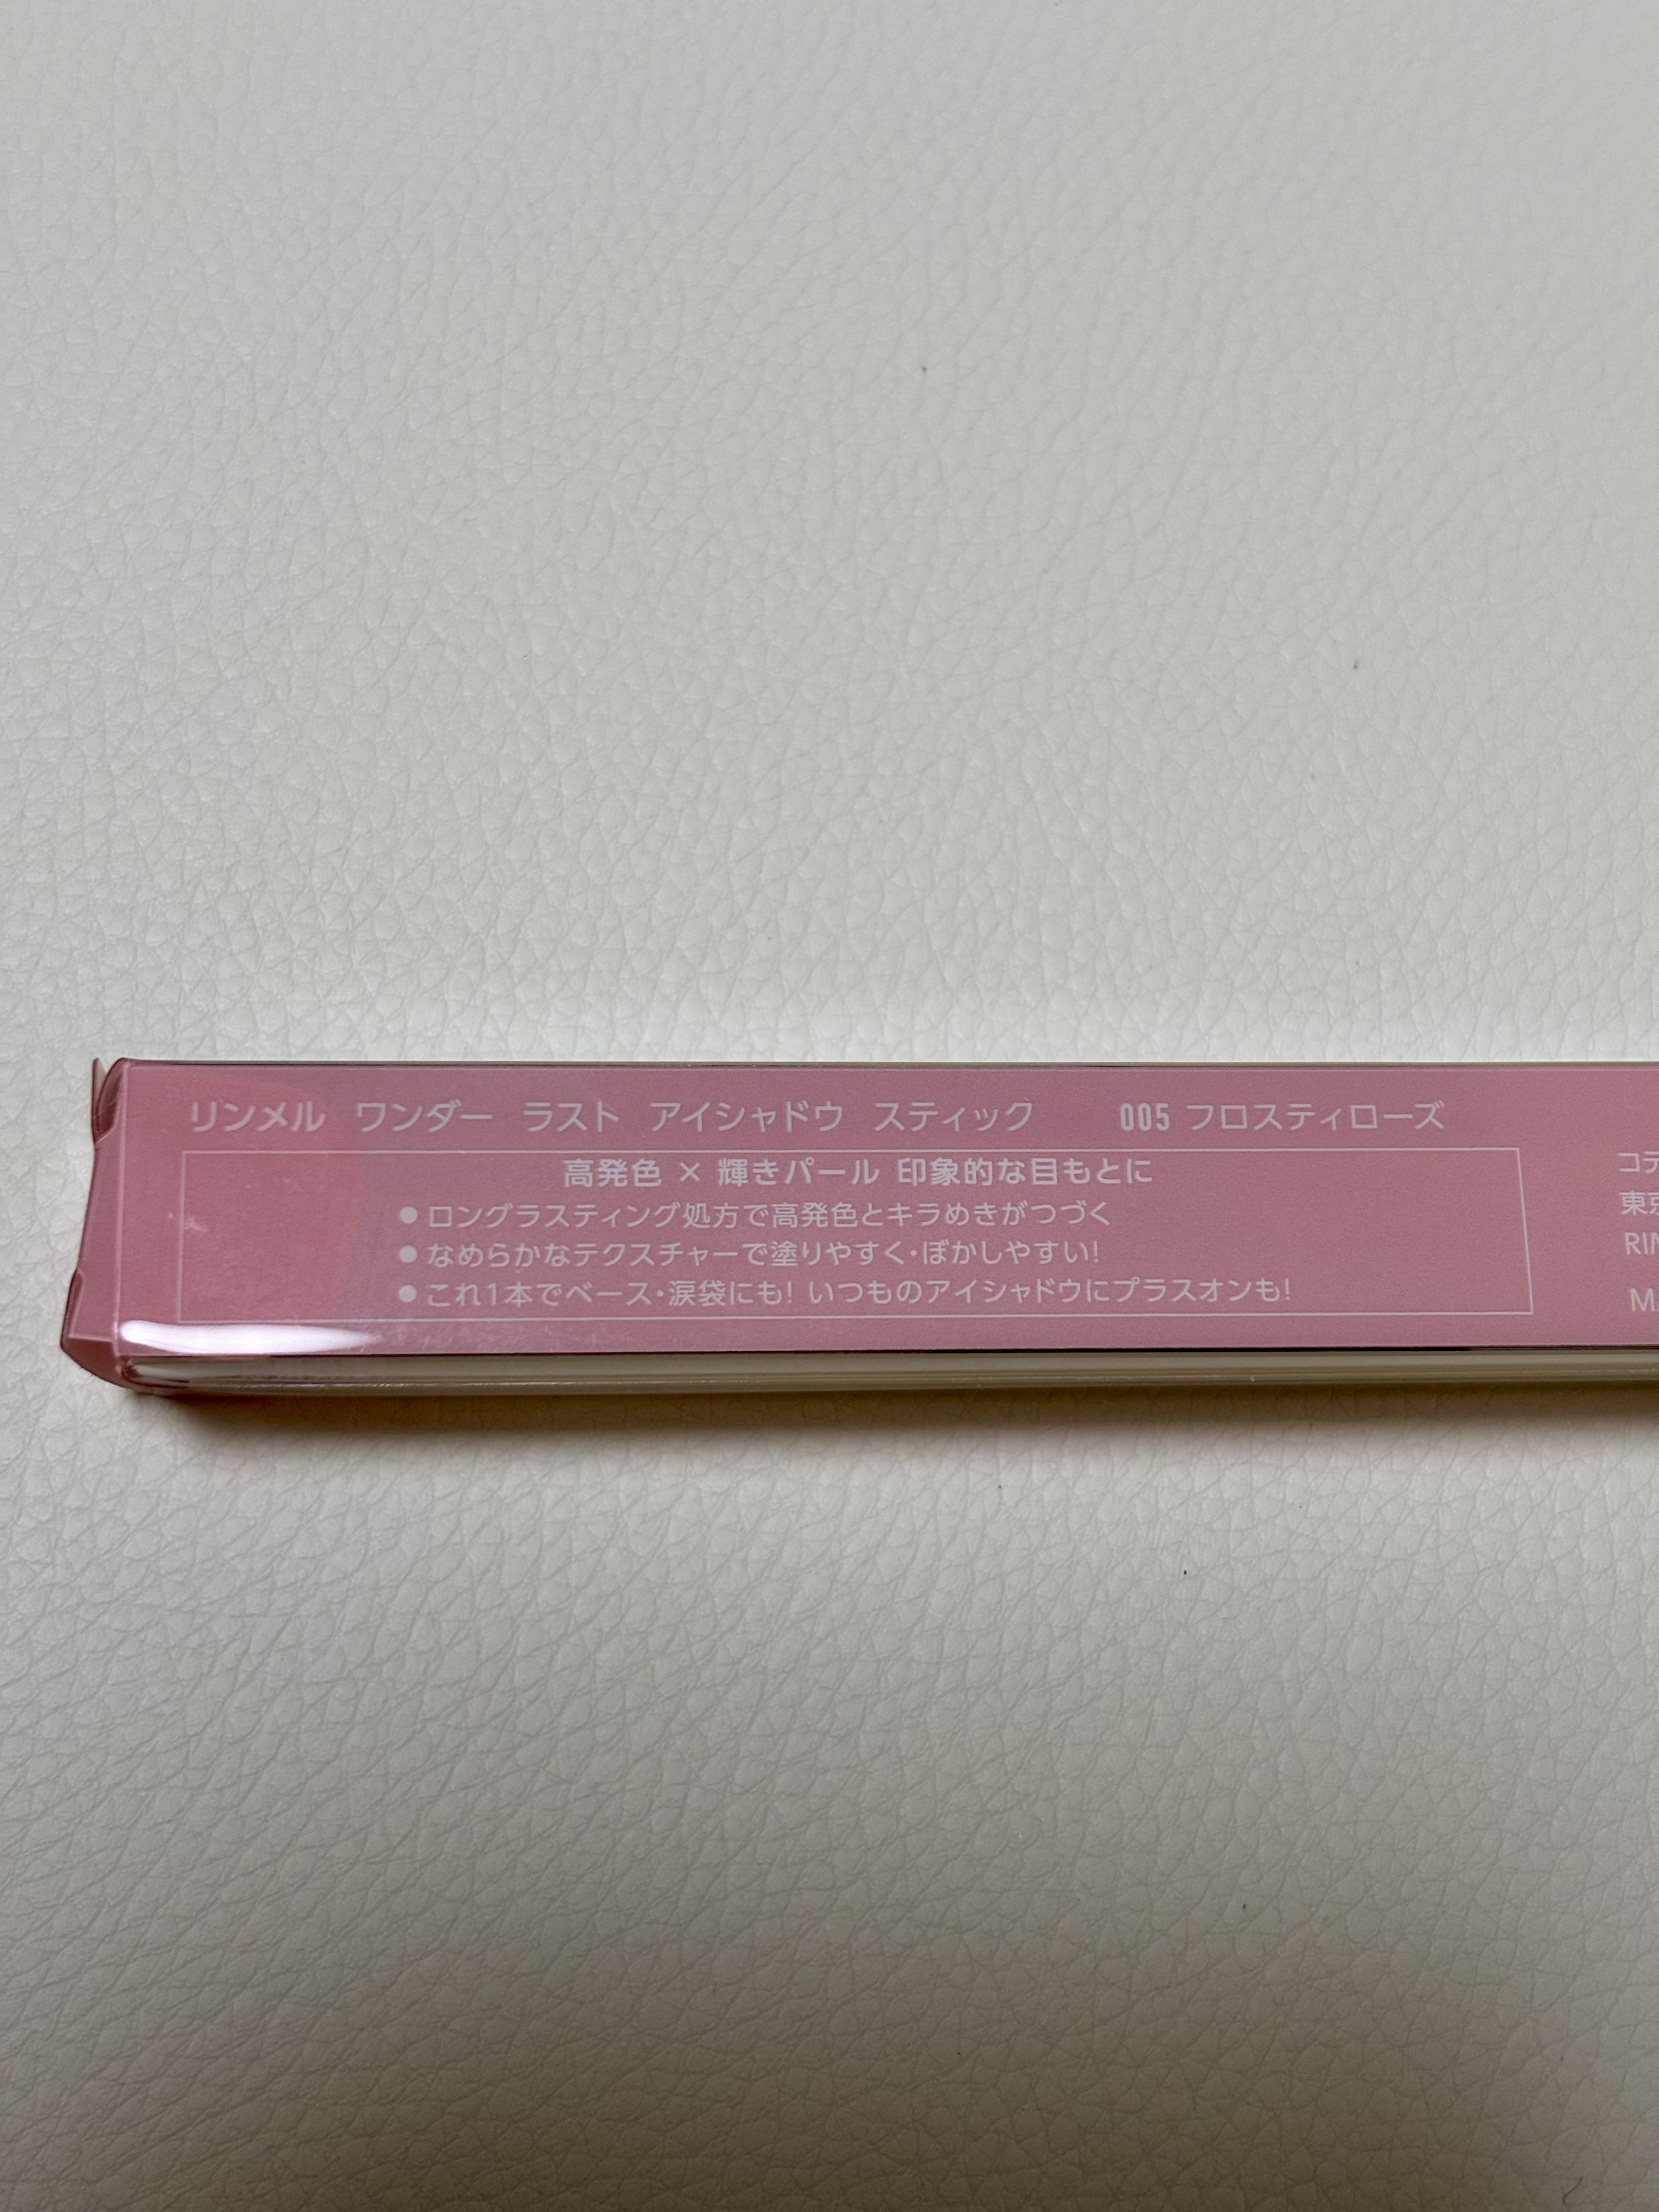 リンメル ワンダー ラスト アイシャドウ スティック 005 フロスティローズ
高発色 × 輝きパール 印象的な目もとに
● ロングラスティング処方で高発色とキラめきがつづく
● なめらかなテクスチャーで塗りやすく・ぼかしやすい!
● これ1本でベース・涙袋にも! いつものアイシャドウにプラスオンも!
コテ
東京
RIM
MA